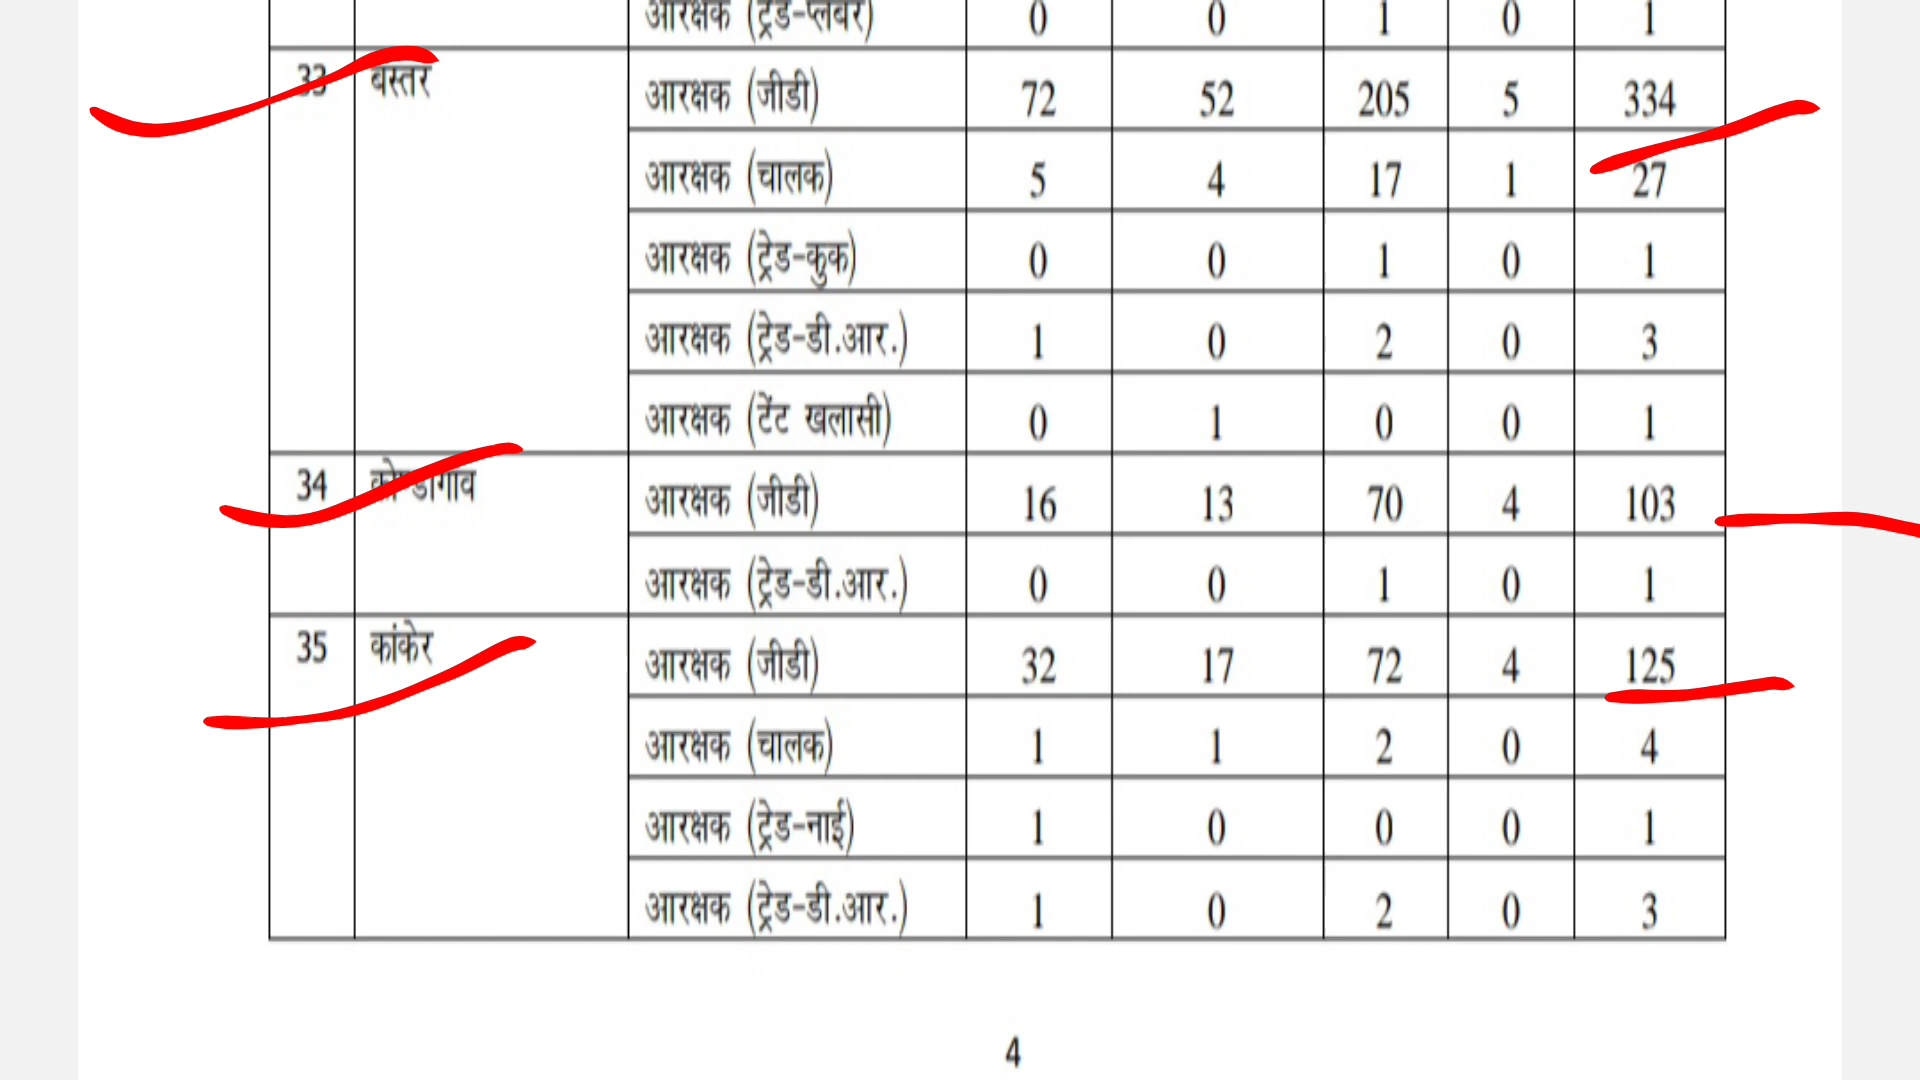 आरक्षक (ट्रेड-प्लंबर) 0 0 1 0 1
33 बस्तर आरक्षक (जीडी) 72 52 205 5 334
आरक्षक (चालक) 5 4 17 1 27
आरक्षक (ट्रेड-कुक) 0 0 1 0 1
आरक्षक (ट्रेड-डी.आर.) 1 0 2 0 3
आरक्षक (टेंट खलासी) 0 1 0 0 1
34 कोण्डागांव आरक्षक (जीडी) 16 13 70 4 103
आरक्षक (ट्रेड-डी.आर.) 0 0 1 0 1
35 कांकेर आरक्षक (जीडी) 32 17 72 4 125
आरक्षक (चालक) 1 1 2 0 4
आरक्षक (ट्रेड-नाई) 1 0 0 0 1
आरक्षक (ट्रेड-डी.आर.) 1 0 2 0 3
4